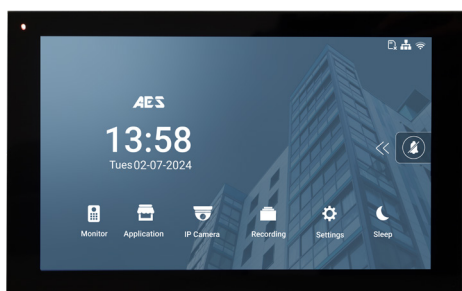 AES
13:58
Tues 02-07-2024
Monitor
Application
IP Camera
Recording
Settings
Sleep